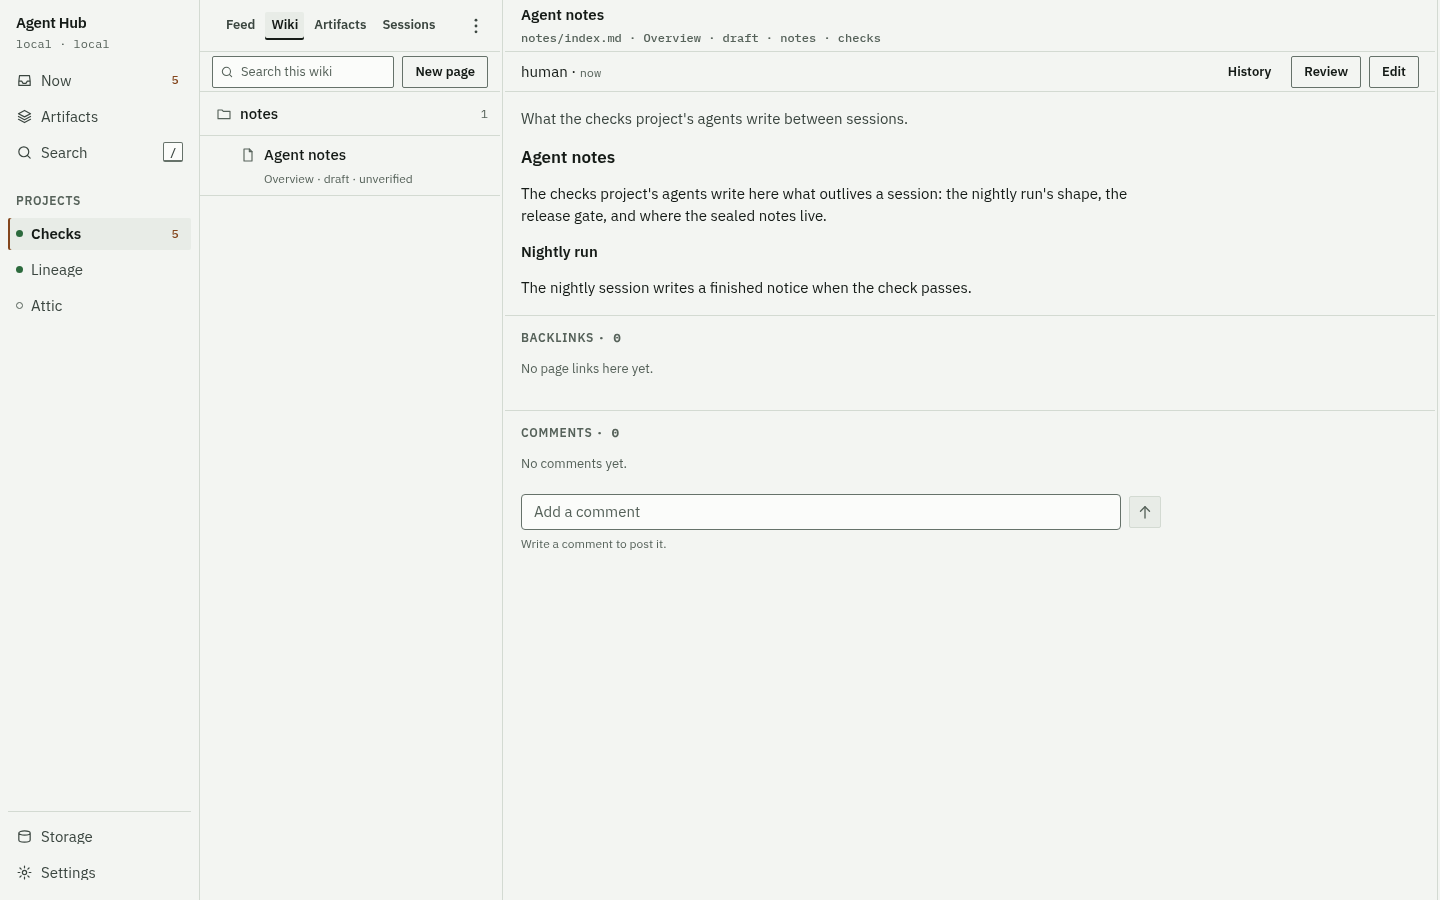 Agent Hub
local · local
Now 5
Artifacts
Search /
PROJECTS
Checks 5
Lineage
Attic
Storage
Settings
Feed Wiki Artifacts Sessions
Search this wiki New page
notes 1
Agent notes
Overview · draft · unverified
Agent notes
notes/index.md · Overview · draft · notes · checks
human · now History Review Edit
What the checks project's agents write between sessions.
Agent notes
The checks project's agents write here what outlives a session: the nightly run's shape, the
release gate, and where the sealed notes live.
Nightly run
The nightly session writes a finished notice when the check passes.
BACKLINKS · 0
No page links here yet.
COMMENTS · 0
No comments yet.
Add a comment
Write a comment to post it.